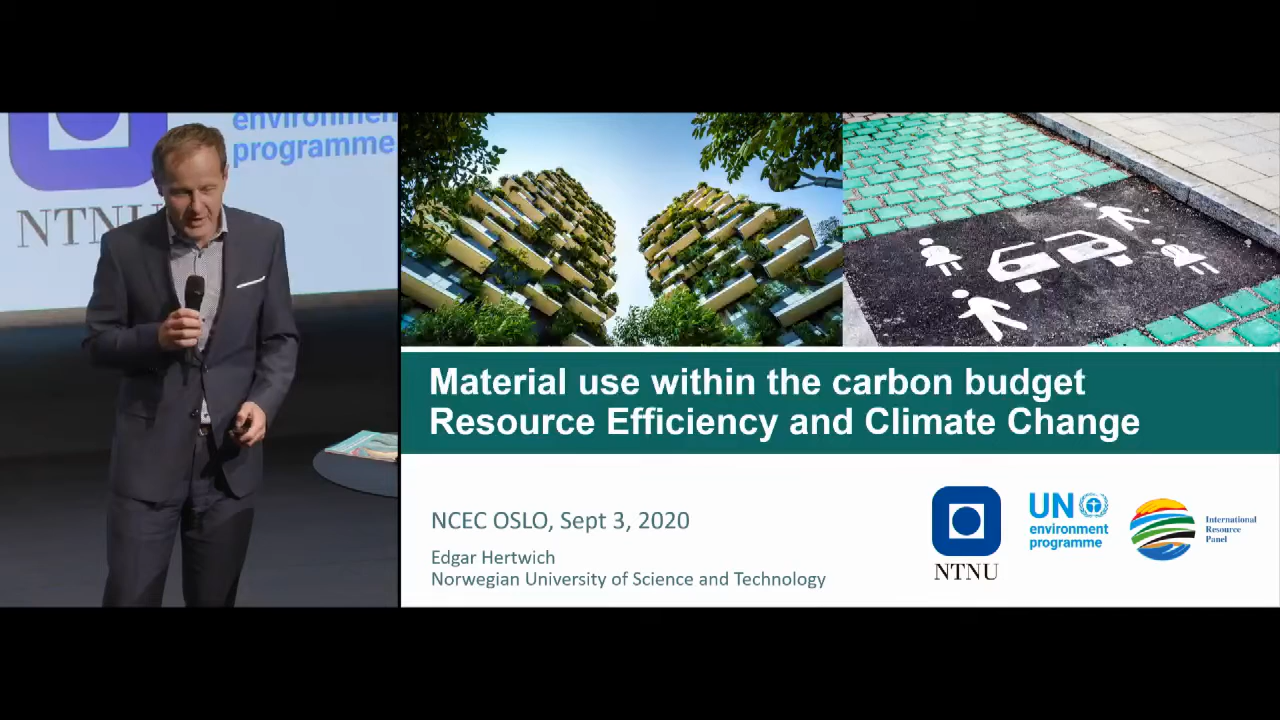 environmen
programme
NTNU
Material use within the carbon budget
Resource Efficiency and Climate Change
NCEC OSLO, Sept 3, 2020
Edgar Hertwich
Norwegian University of Science and Technology
NTNU
UN
environment
programme
International
Resource
Panel